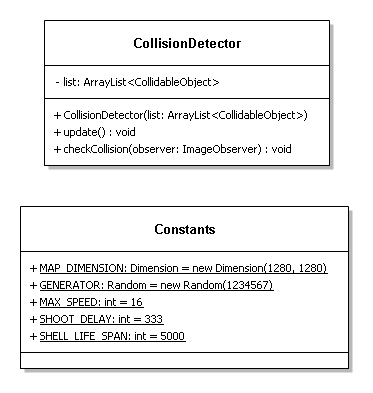 CollisionDetector
- list: ArrayList<CollidableObject>
+ CollisionDetector(list: ArrayList<CollidableObject>)
+ update() : void
+ checkCollision(observer: ImageObserver) : void
Constants
+ MAP_DIMENSION: Dimension = new Dimension(1280, 1280)
+ GENERATOR: Random = new Random(1234567)
+ MAX_SPEED: int = 16
+ SHOOT_DELAY: int = 333
+ SHELL_LIFE_SPAN: int = 5000